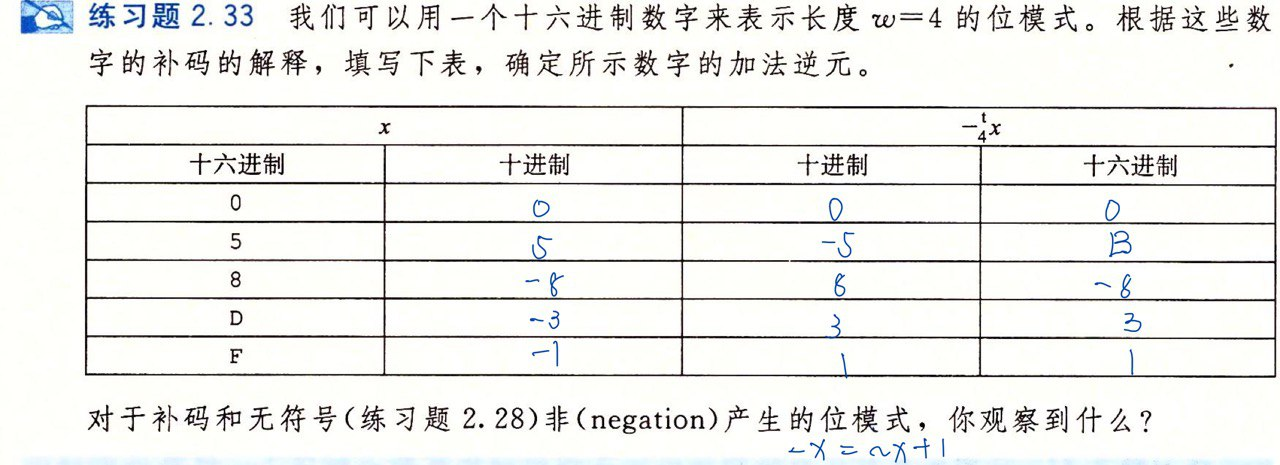 练习题 2.33 我们可以用一个十六进制数字来表示长度 w=4 的位模式。根据这些数
字的补码的解释，填写下表，确定所示数字的加法逆元。
x -ᵗ₄x
十六进制 十进制 十进制 十六进制
0 0 0 0
5 5 -5 B
8 -8 8 -8
D -3 3 3
F -1 1 1
对于补码和无符号(练习题 2.28)非(negation)产生的位模式，你观察到什么？
-x = ~x+1